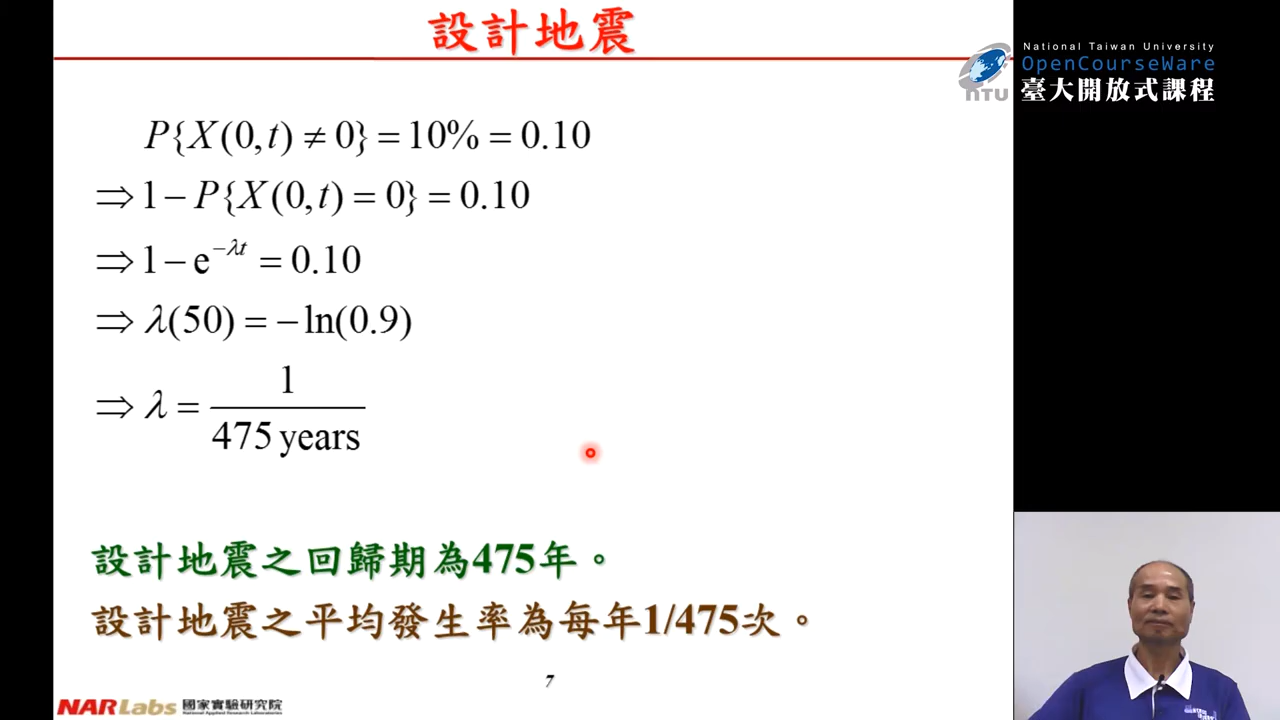 設計地震
National Taiwan University
OpenCourseWare
NTU
臺大開放式課程
P{X(0,t) ≠ 0} = 10% = 0.10
⇒ 1 − P{X(0,t) = 0} = 0.10
⇒ 1 − e^{−λt} = 0.10
⇒ λ(50) = − ln(0.9)
⇒ λ = 1 / 475 years
設計地震之回歸期為475年。
設計地震之平均發生率為每年1/475次。
7
NARLabs 國家實驗研究院
National Applied Research Laboratories